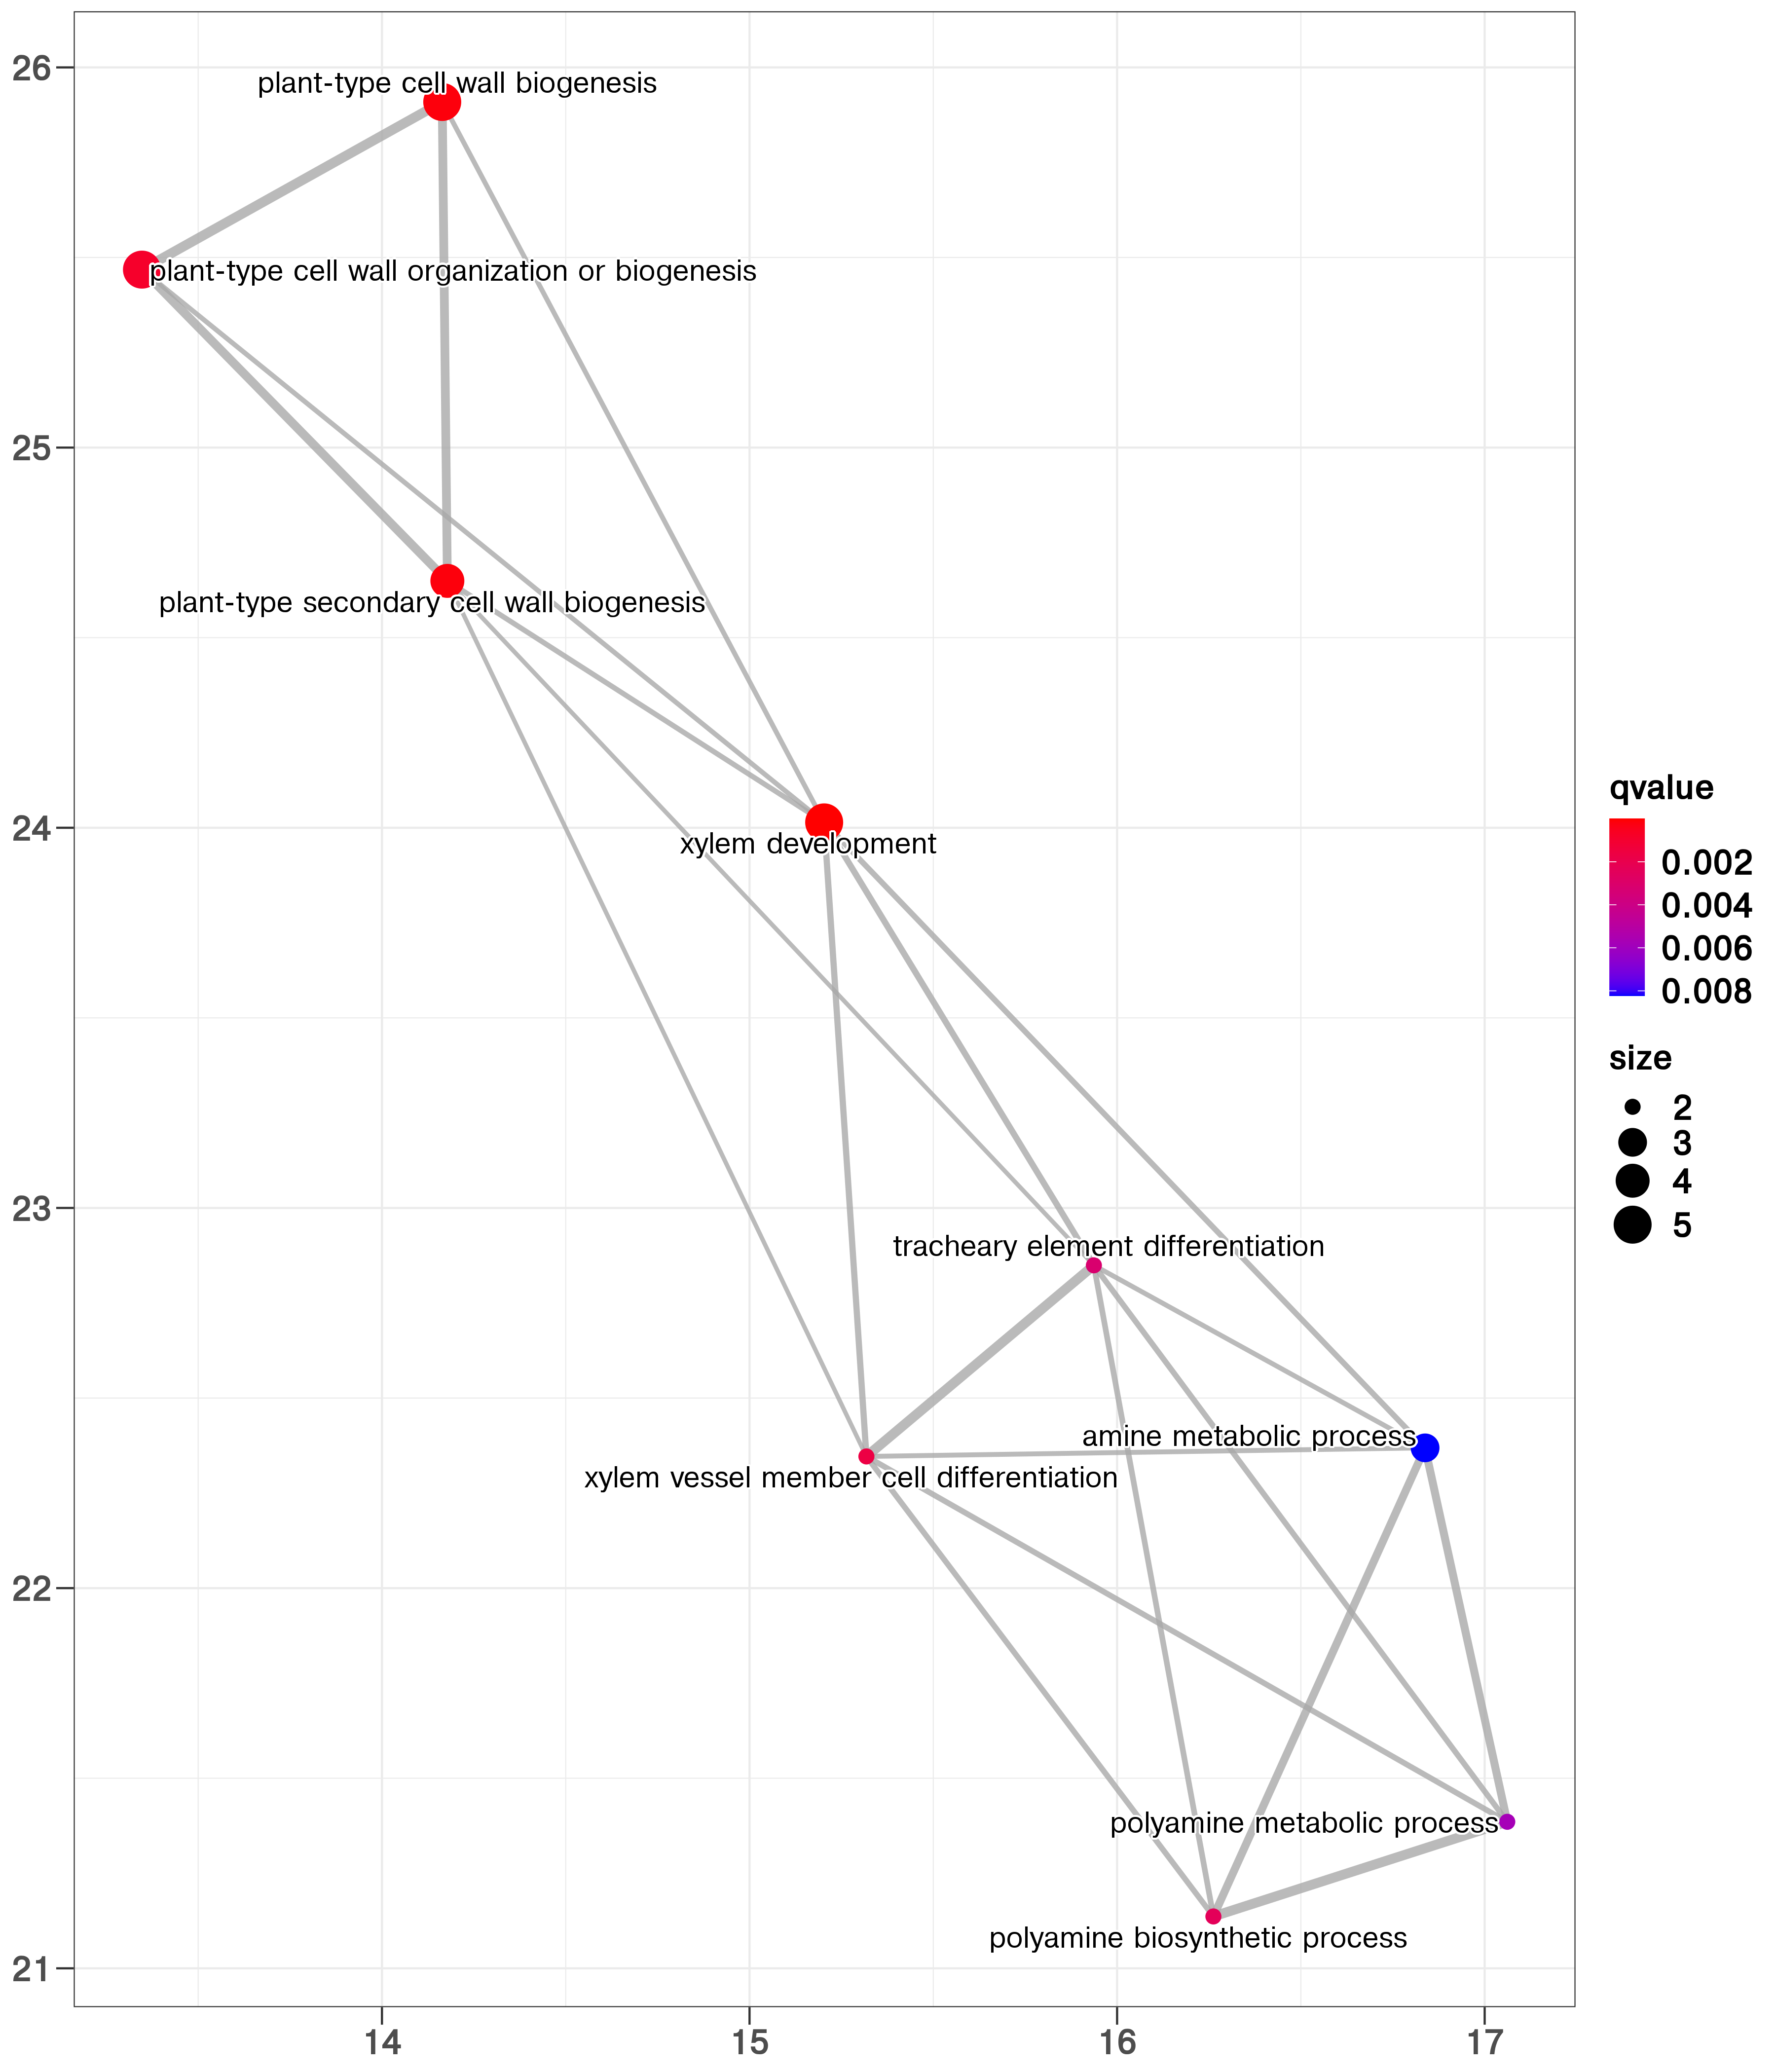 26
plant-type cell wall biogenesis
plant-type cell wall organization or biogenesis
25
plant-type secondary cell wall biogenesis
24
xylem development
23
tracheary element differentiation
amine metabolic process
xylem vessel member cell differentiation
22
polyamine metabolic process
polyamine biosynthetic process
21
14 15 16 17
qvalue
0.002
0.004
0.006
0.008
size
2
3
4
5